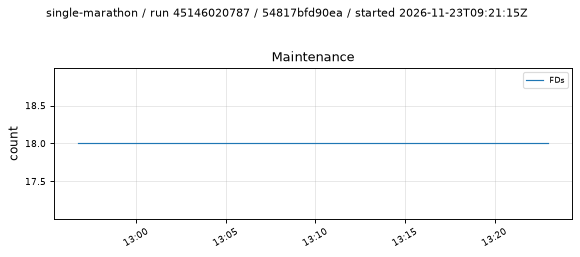 single-marathon / run 45146020787 / 54817bfd90ea / started 2026-11-23T09:21:15Z
Maintenance
FDs
18.5
18.0
17.5
count
13:00
13:05
13:10
13:15
13:20